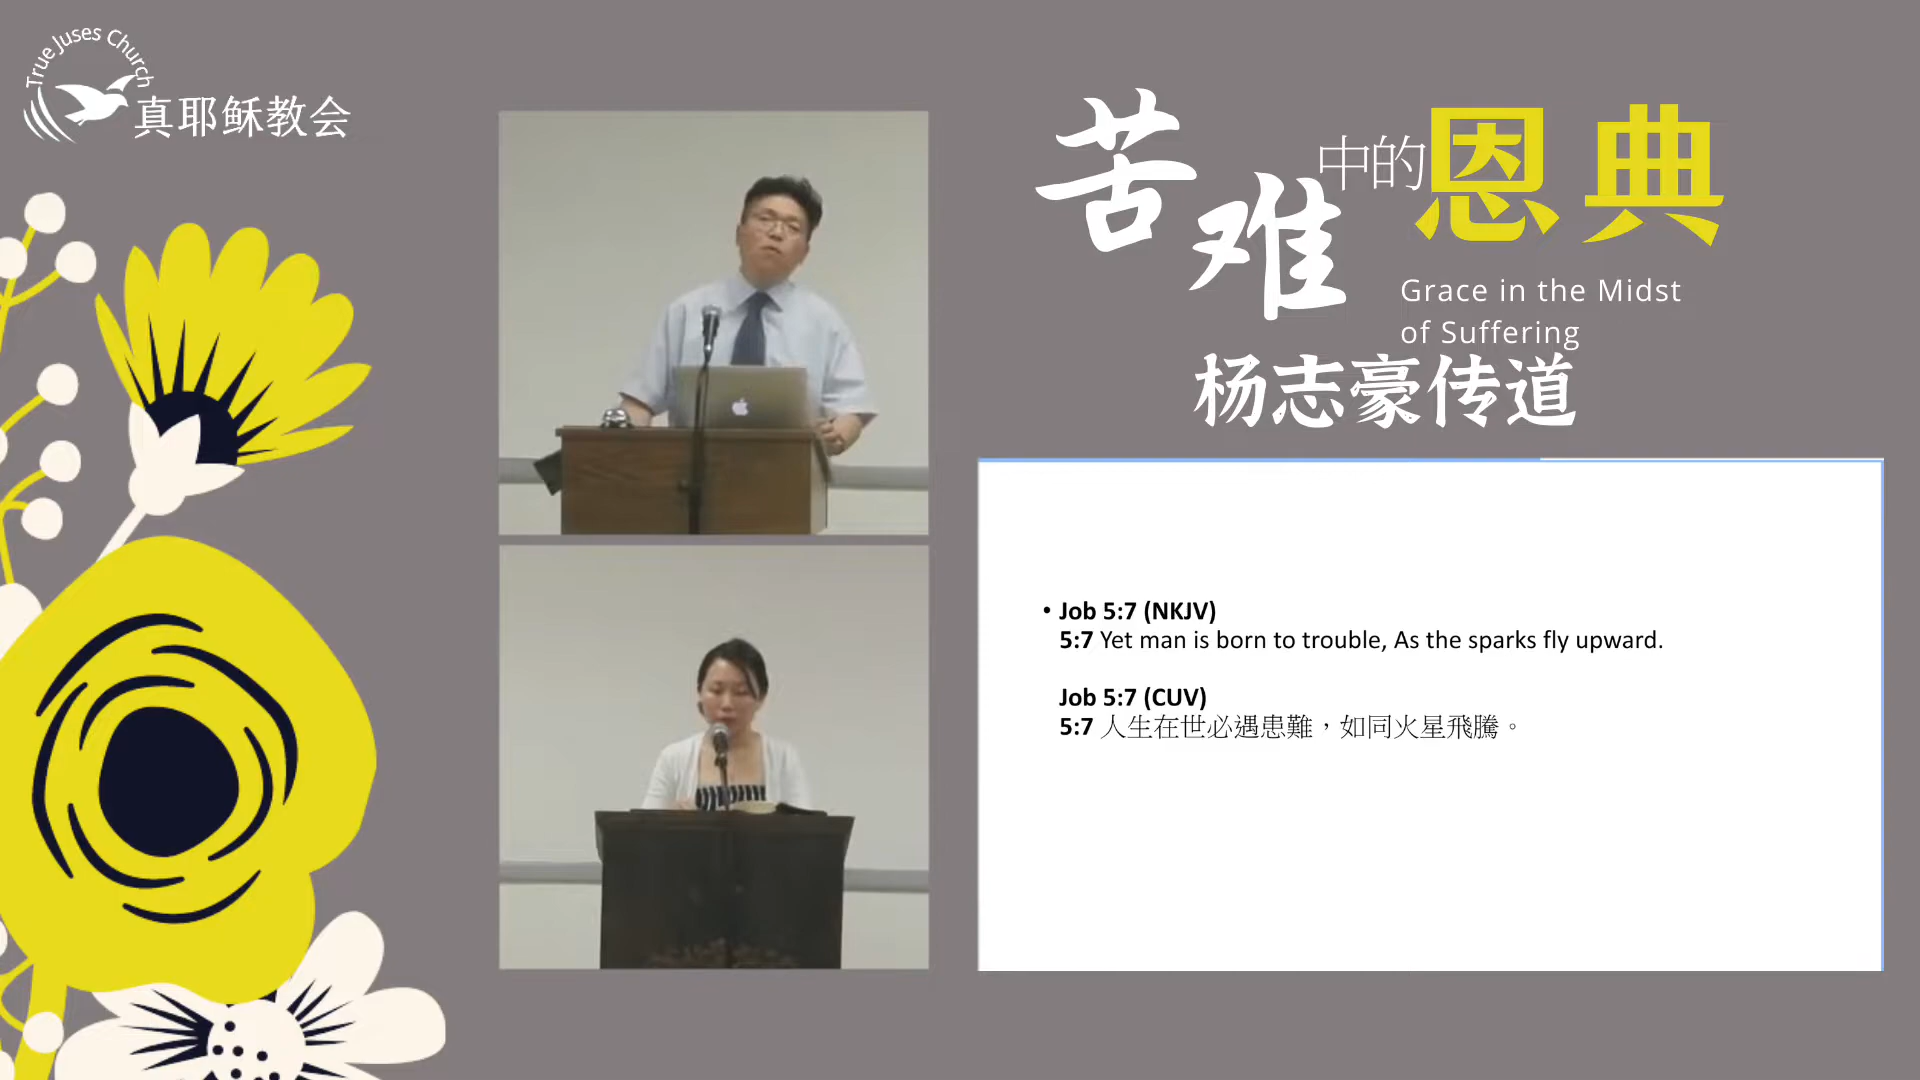 True Juses Church
真耶稣教会
苦难中的恩典
Grace in the Midst
of Suffering
杨志豪传道
• Job 5:7 (NKJV)
5:7 Yet man is born to trouble, As the sparks fly upward.
Job 5:7 (CUV)
5:7 人生在世必遇患難，如同火星飛騰。